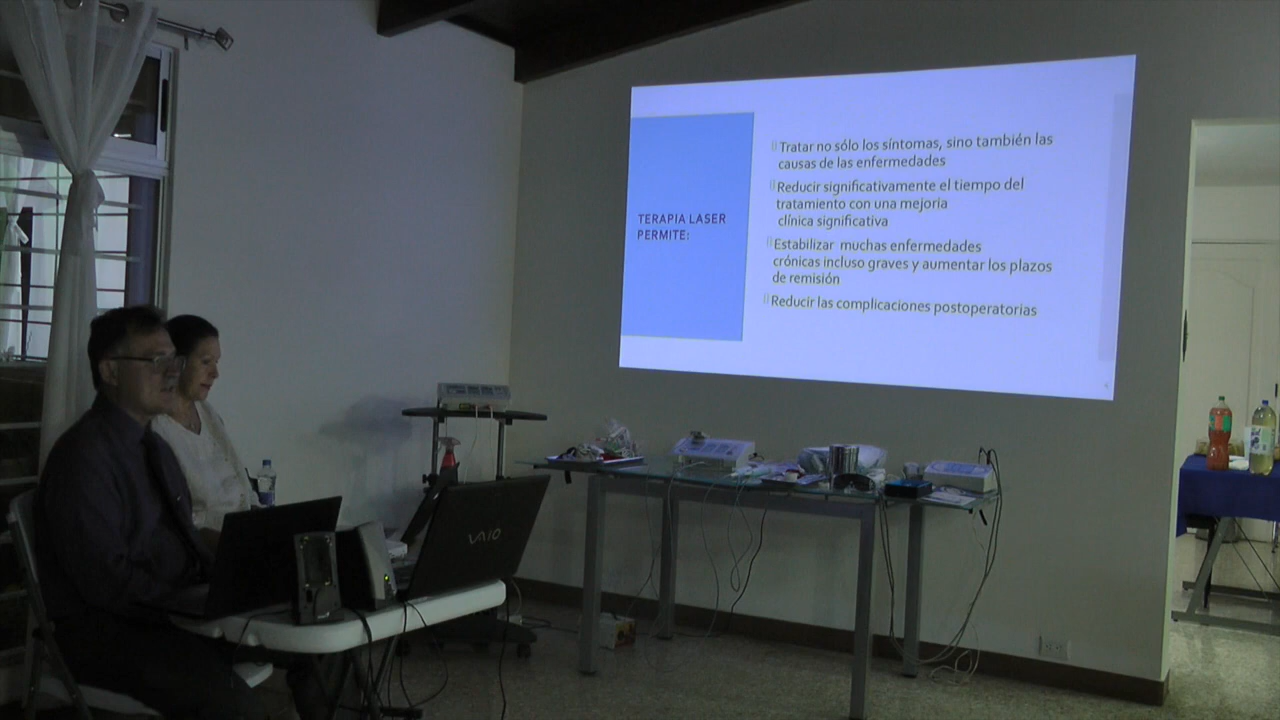 TERAPIA LASER
PERMITE:
Tratar no sólo los síntomas, sino también las
causas de las enfermedades
Reducir significativamente el tiempo del
tratamiento con una mejoria
clínica significativa
Estabilizar muchas enfermedades
crónicas incluso graves y aumentar los plazos
de remisión
Reducir las complicaciones postoperatorias
VAIO